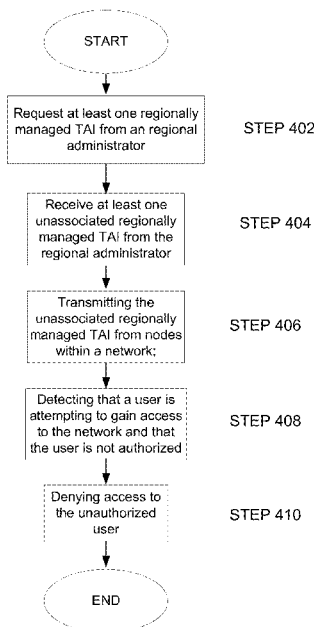 START
Request at least one regionally
managed TAI from an regional
administrator
STEP 402
Receive at least one
unassociated regionally
managed TAI from the
regional administrator
STEP 404
Transmitting the
unassociated regionally
managed TAI from nodes
within a network;
STEP 406
Detecting that a user is
attempting to gain access
to the network and that
the user is not authorized
STEP 408
Denying access to
the unauthorized
user
STEP 410
END